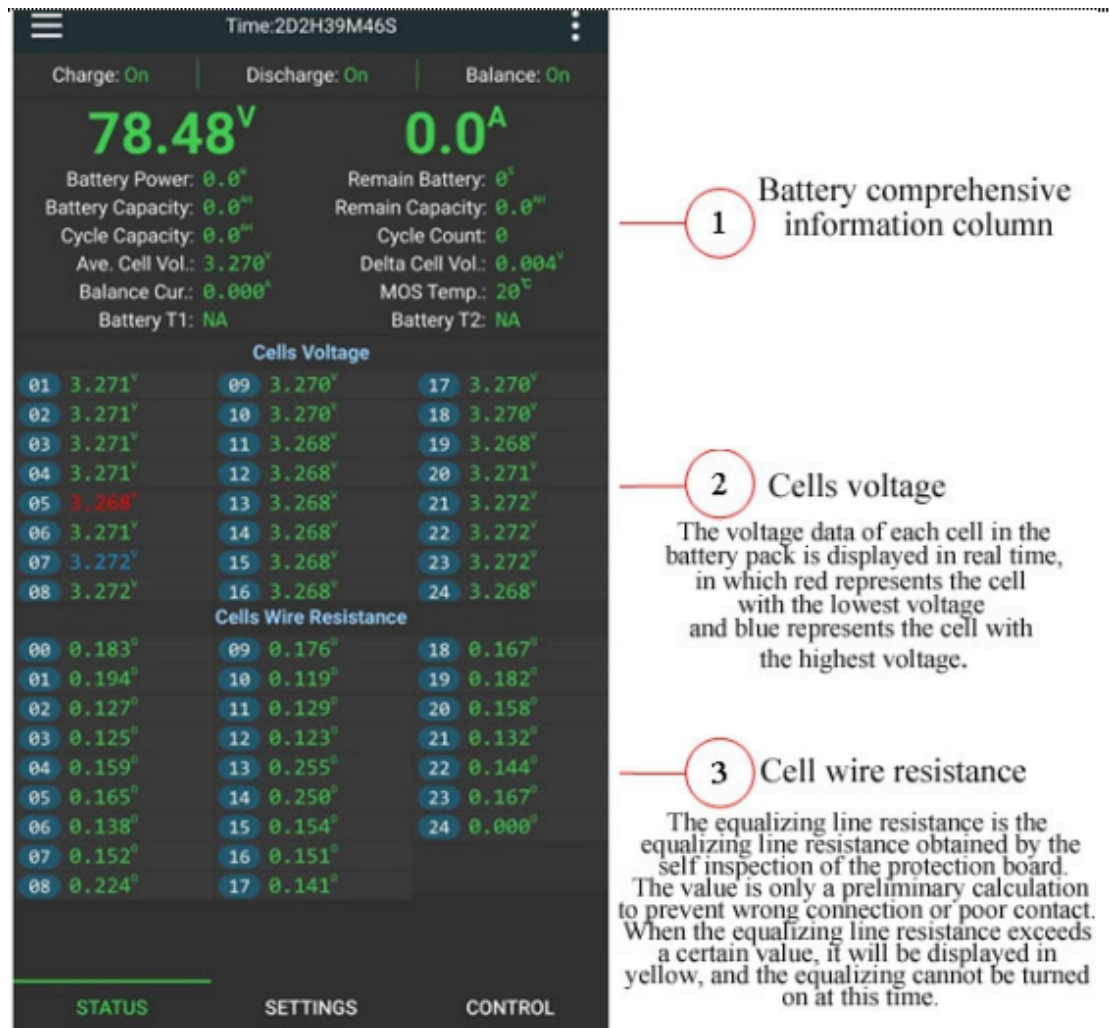 Time:2D2H39M46S
Charge: On Discharge: On Balance: On
78.48V 0.0A
Battery Power: 0.0W Remain Battery: 0%
Battery Capacity: 0.0AH Remain Capacity: 0.0AH
Cycle Capacity: 0.0AH Cycle Count: 0
Ave. Cell Vol.: 3.270V Delta Cell Vol.: 0.004V
Balance Cur.: 0.000A MOS Temp.: 20℃
Battery T1: NA Battery T2: NA
Cells Voltage
01 3.271V 09 3.270V 17 3.270V
02 3.271V 10 3.270V 18 3.270V
03 3.271V 11 3.268V 19 3.268V
04 3.271V 12 3.268V 20 3.271V
05 3.268V 13 3.268V 21 3.272V
06 3.271V 14 3.268V 22 3.272V
07 3.272V 15 3.268V 23 3.272V
08 3.272V 16 3.268V 24 3.268V
Cells Wire Resistance
00 0.183Ω 09 0.176Ω 18 0.167Ω
01 0.194Ω 10 0.119Ω 19 0.182Ω
02 0.127Ω 11 0.129Ω 20 0.158Ω
03 0.125Ω 12 0.123Ω 21 0.132Ω
04 0.159Ω 13 0.255Ω 22 0.144Ω
05 0.165Ω 14 0.250Ω 23 0.167Ω
06 0.138Ω 15 0.154Ω 24 0.000Ω
07 0.152Ω 16 0.151Ω
08 0.224Ω 17 0.141Ω
STATUS SETTINGS CONTROL
1 Battery comprehensive
information column
2 Cells voltage
The voltage data of each cell in the
battery pack is displayed in real time,
in which red represents the cell
with the lowest voltage
and blue represents the cell with
the highest voltage.
3 Cell wire resistance
The equalizing line resistance is the
equalizing line resistance obtained by the
self inspection of the protection board.
The value is only a preliminary calculation
to prevent wrong connection or poor contact.
When the equalizing line resistance exceeds
a certain value, it will be displayed in
yellow, and the equalizing cannot be turned
on at this time.